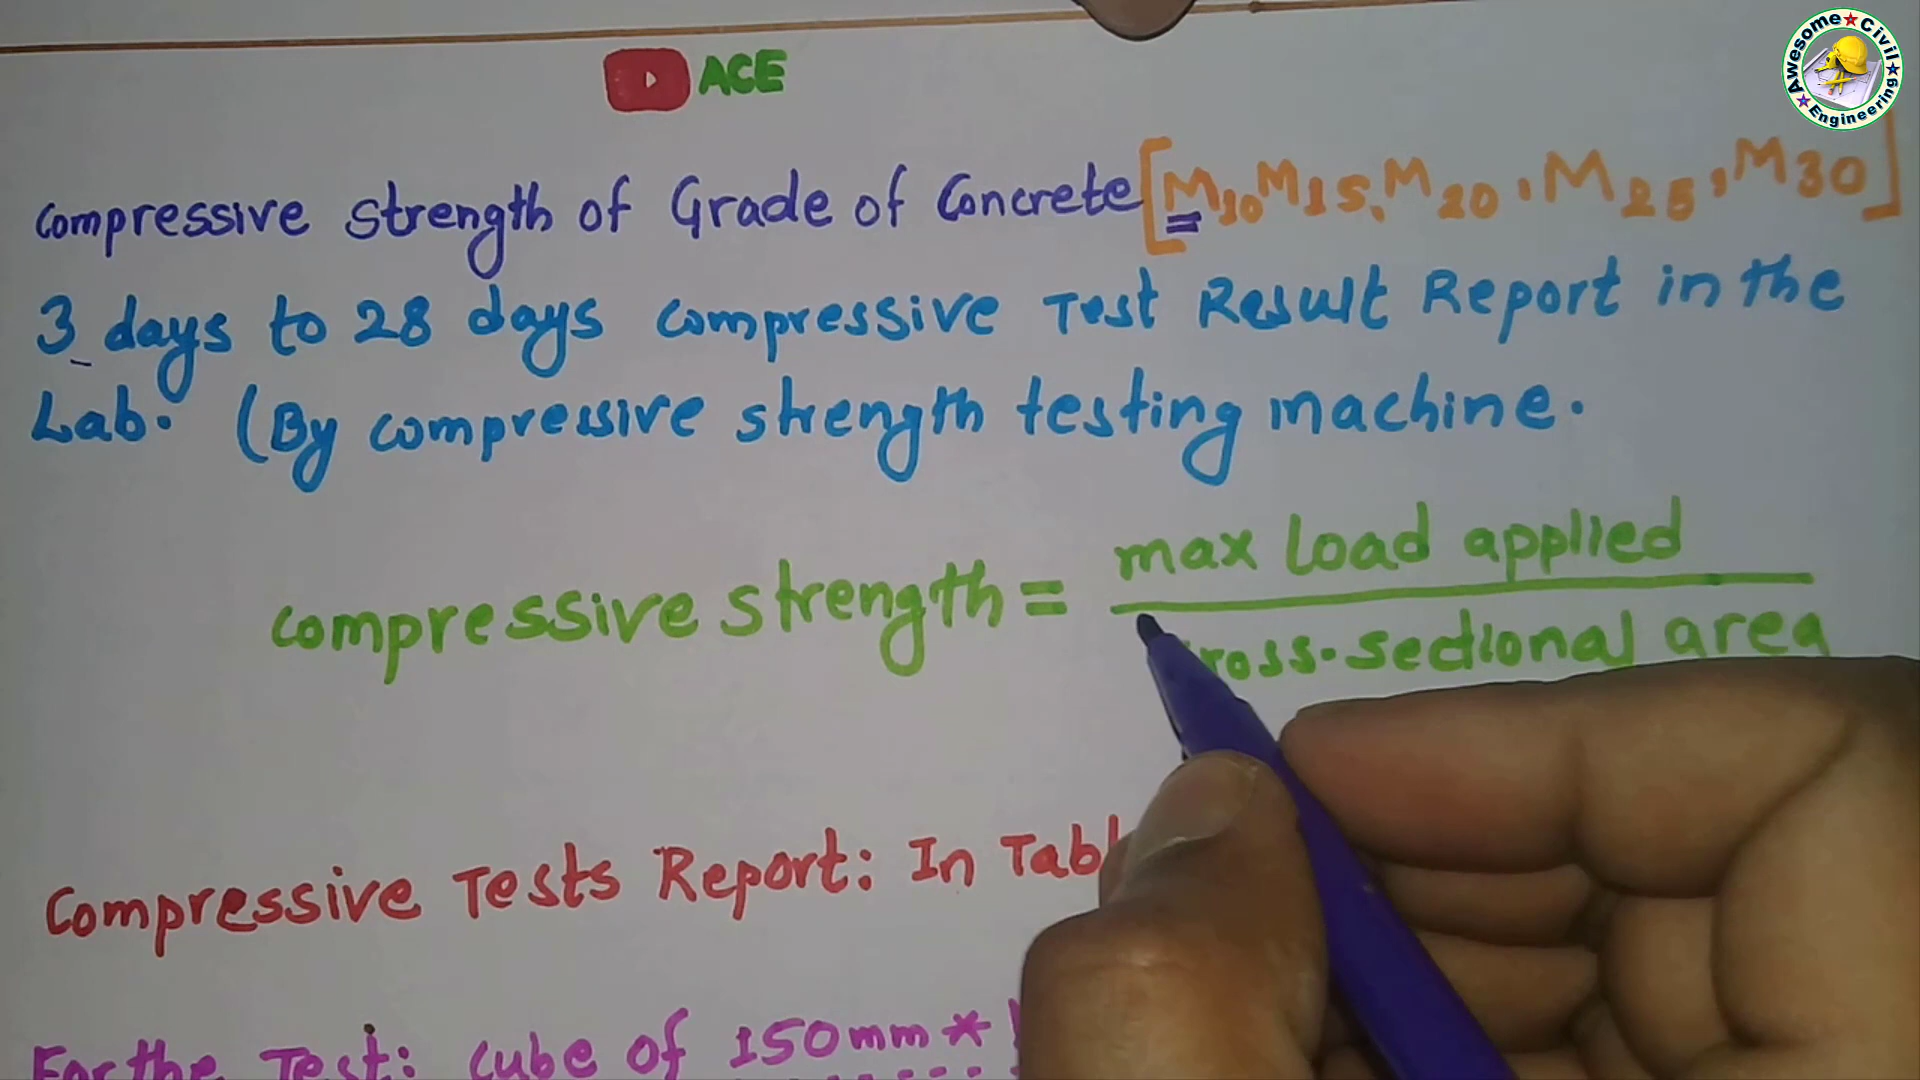 ACE
Awesome Civil Engineering
Compressive strength of Grade of Concrete [M10 M15, M20, M25, M30]
3 days to 28 days compressive Test Result Report in the
Lab. (By compressive strength testing machine.
max Load applied
compressive strength =
cross-sectional area
Compressive Tests Report: In
For the Test: cube of 150mm *